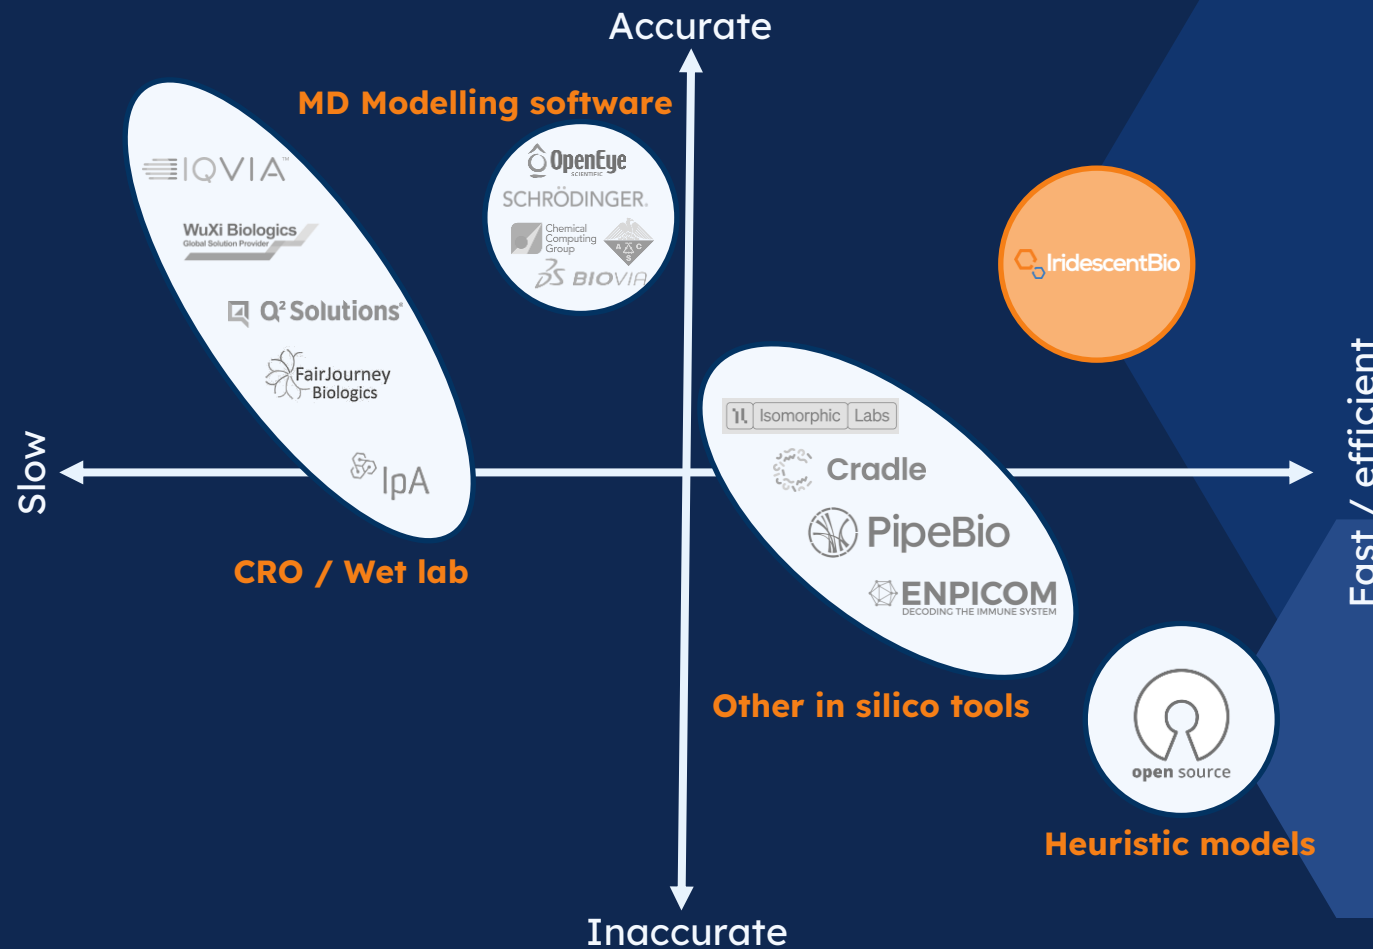 Accurate
MD Modelling software
IQVIA™
OpenEye
SCIENTIFIC
SCHRÖDINGER.
WuXi Biologics
Global Solution Provider
Chemical
Computing
Group
A C
S
BIOVIA
IridescentBio
Q² Solutions®
FairJourney
Biologics
Isomorphic Labs
Slow
Cradle
IpA
Fast / efficient
PipeBio
CRO / Wet lab
ENPICOM
DECODING THE IMMUNE SYSTEM
Other in silico tools
open source
Heuristic models
Inaccurate